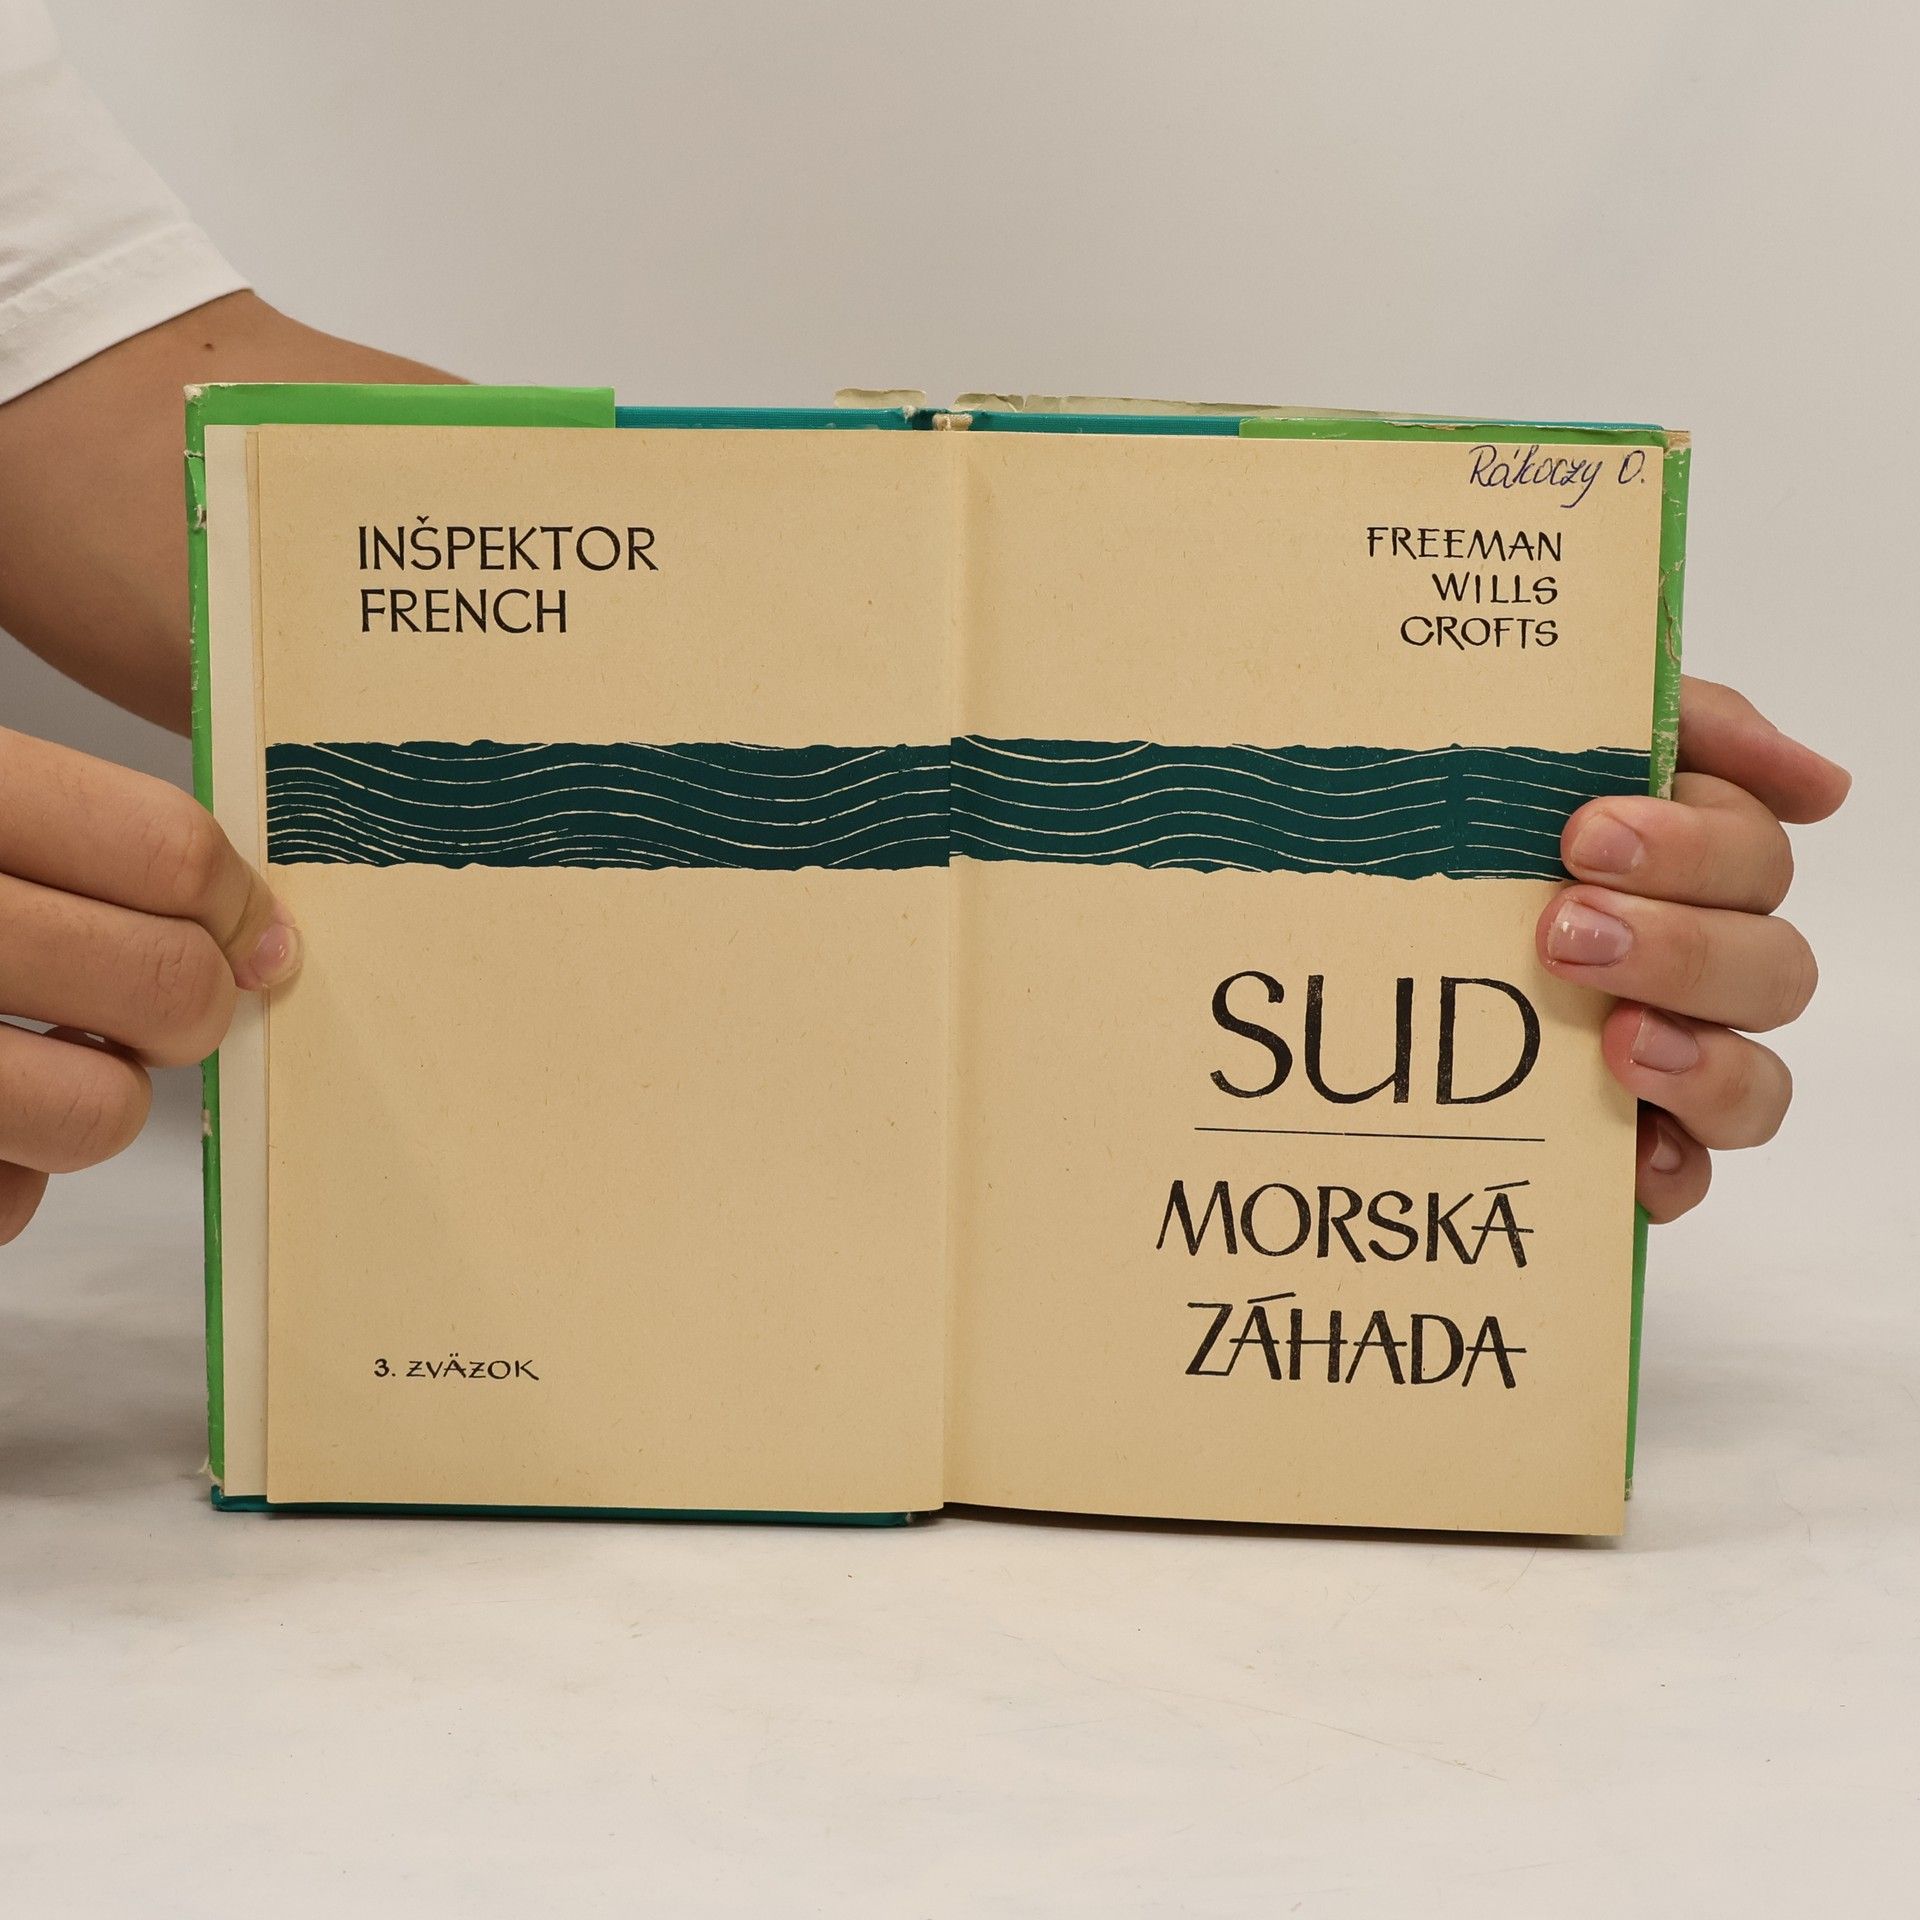 INŠPEKTOR
FRENCH
3. ZVÄZOK
Rákoczy O.
FREEMAN
WILLS
CROFTS
SUD
MORSKÁ
ZÁHADA